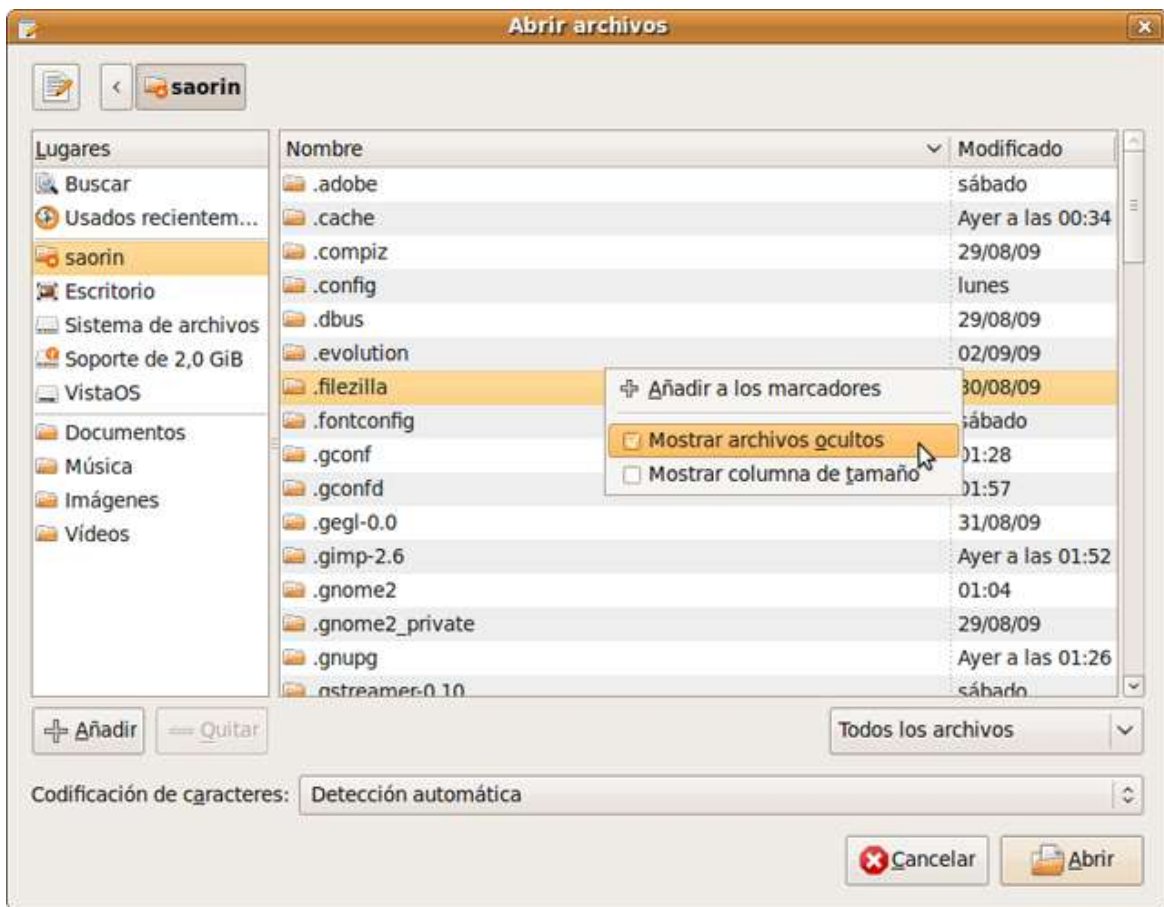 Abrir archivos
saorin
Lugares
Buscar
Usados recientem...
saorin
Escritorio
Sistema de archivos
Soporte de 2,0 GiB
VistaOS
Documentos
Música
Imágenes
Vídeos
Nombre Modificado
.adobe sábado
.cache Ayer a las 00:34
.compiz 29/08/09
.config lunes
.dbus 29/08/09
.evolution 02/09/09
.filezilla 30/08/09
.fontconfig sábado
.gconf 01:28
.gconfd 01:57
.gegl-0.0 31/08/09
.gimp-2.6 Ayer a las 01:52
.gnome2 01:04
.gnome2_private 29/08/09
.gnupg Ayer a las 01:26
.gstreamer-0.10 sábado
Añadir a los marcadores
Mostrar archivos ocultos
Mostrar columna de tamaño
Añadir Quitar Todos los archivos
Codificación de caracteres: Detección automática
Cancelar Abrir